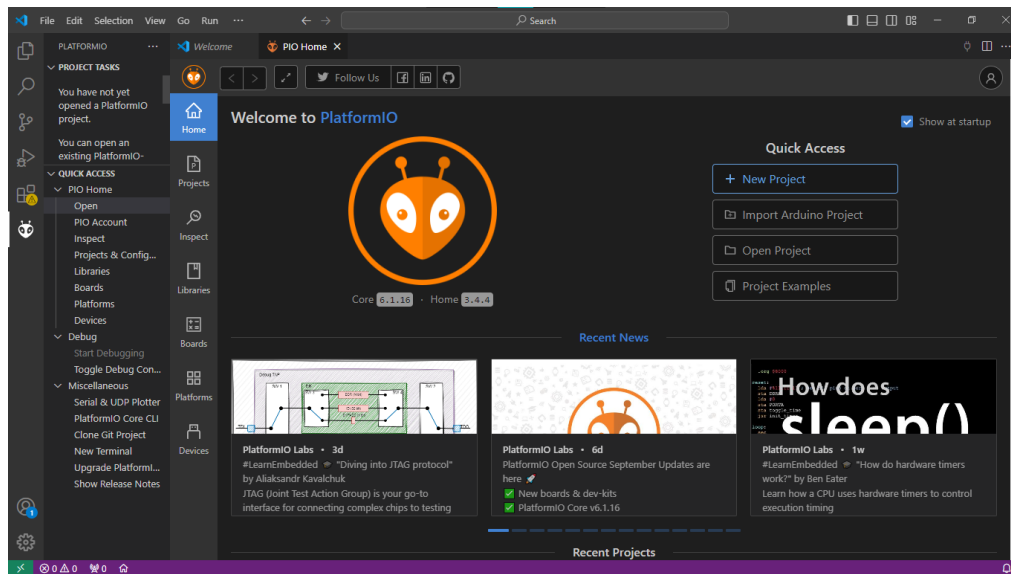 File Edit Selection View Go Run ··· Search
PLATFORMIO ···
Welcome
PIO Home
PROJECT TASKS
You have not yet
opened a PlatformIO
project.
You can open an
existing PlatformIO-
QUICK ACCESS
PIO Home
Open
PIO Account
Inspect
Projects & Config...
Libraries
Boards
Platforms
Devices
Debug
Start Debugging
Toggle Debug Con...
Miscellaneous
Serial & UDP Plotter
PlatformIO Core CLI
Clone Git Project
New Terminal
Upgrade PlatformI...
Show Release Notes
1
Follow Us
Home
Projects
Inspect
Libraries
Boards
Platforms
Devices
Welcome to PlatformIO
Show at startup
Core 6.1.16 · Home 3.4.4
Quick Access
New Project
Import Arduino Project
Open Project
Project Examples
Recent News
Debug TAP
PlatformIO Labs • 3d
#LearnEmbedded 🎓 "Diving into JTAG protocol"
by Aliaksandr Kavalchuk
JTAG (Joint Test Action Group) is your go-to
interface for connecting complex chips to testing
PlatformIO Labs • 6d
PlatformIO Open Source September Updates are
here 🚀
✅ New boards & dev-kits
✅ PlatformIO Core v6.1.16
How does
sleep()
PlatformIO Labs • 1w
#LearnEmbedded 🎓 "How do hardware timers
work?" by Ben Eater
Learn how a CPU uses hardware timers to control
execution timing
Recent Projects
0 0 0